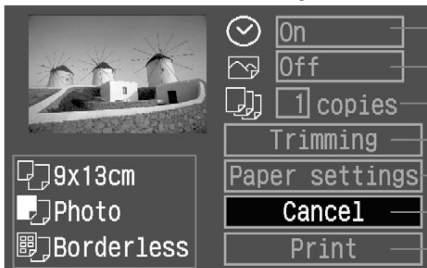 On
Off
1 copies
Trimming
Paper settings
Cancel
Print
9x13cm
Photo
Borderless